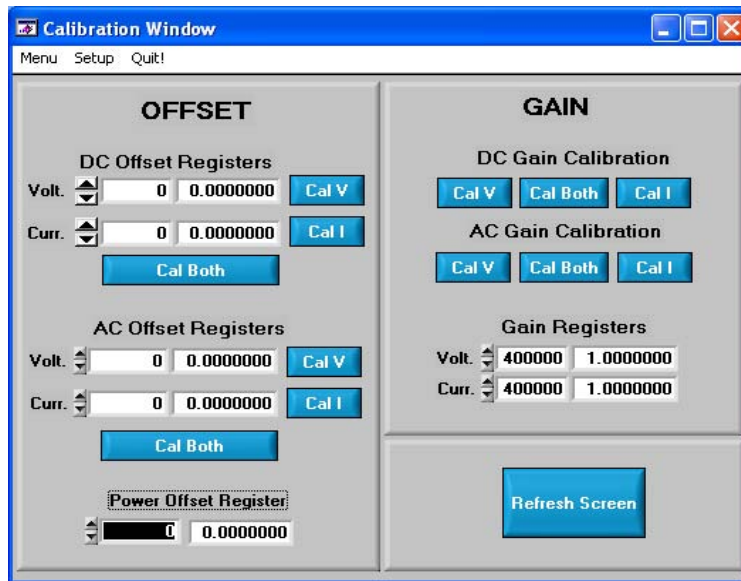 Calibration Window
Menu Setup Quit!
OFFSET
DC Offset Registers
Volt. 0 0.0000000 Cal V
Curr. 0 0.0000000 Cal I
Cal Both
AC Offset Registers
Volt. 0 0.0000000 Cal V
Curr. 0 0.0000000 Cal I
Cal Both
Power Offset Register
0 0.0000000
GAIN
DC Gain Calibration
Cal V Cal Both Cal I
AC Gain Calibration
Cal V Cal Both Cal I
Gain Registers
Volt. 400000 1.0000000
Curr. 400000 1.0000000
Refresh Screen